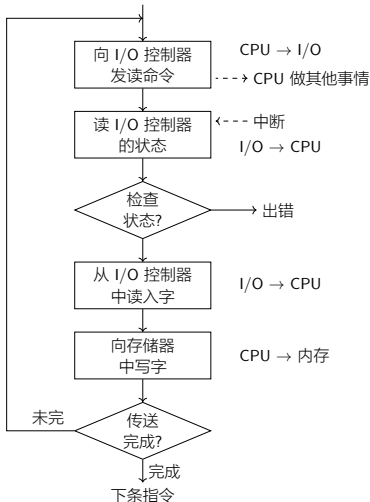 向 I/O 控制器
发读命令
CPU → I/O
CPU 做其他事情
读 I/O 控制器
的状态
中断
I/O → CPU
检查
状态?
出错
从 I/O 控制器
中读入字
I/O → CPU
向存储器
中写字
CPU → 内存
未完
传送
完成?
完成
下条指令